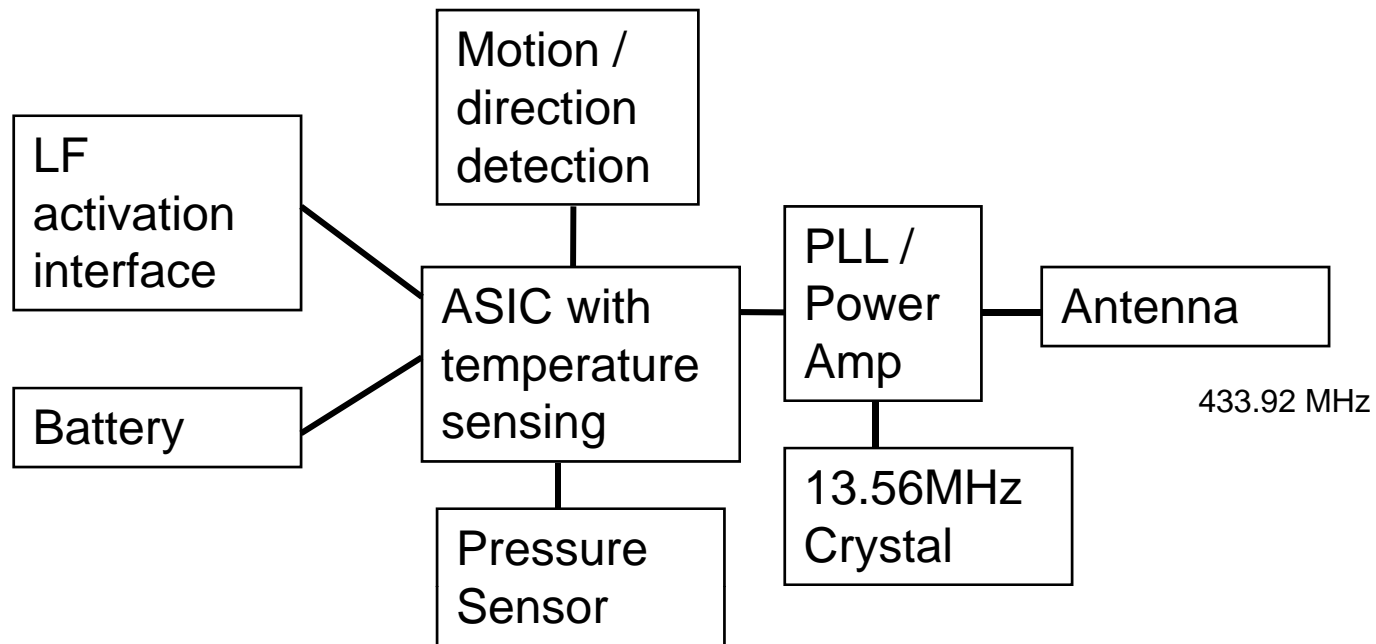 Motion /
direction
detection
LF
activation
interface
PLL /
Power
Amp
ASIC with
temperature
sensing
Antenna
433.92 MHz
Battery
13.56MHz
Crystal
Pressure
Sensor